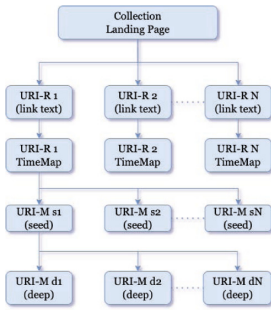 Collection
Landing Page
URI-R 1
(link text)
URI-R 2
(link text)
URI-R N
(link text)
URI-R 1
TimeMap
URI-R 2
TimeMap
URI-R N
TimeMap
URI-M s1
(seed)
URI-M s2
(seed)
URI-M sN
(seed)
URI-M d1
(deep)
URI-M d2
(deep)
URI-M dN
(deep)